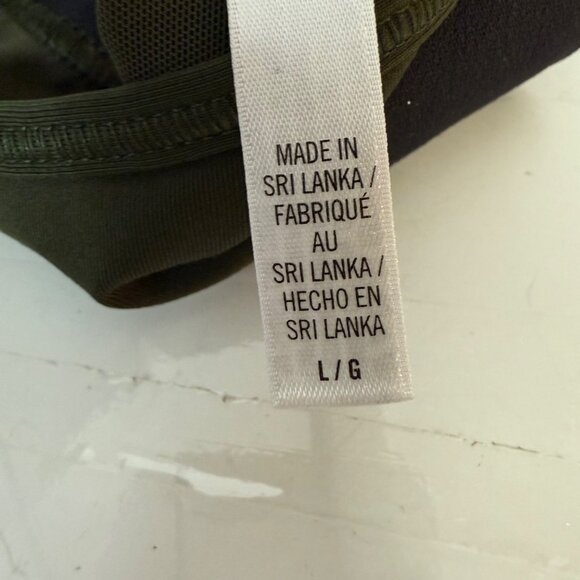 MADE IN
SRI LANKA /
FABRIQUÉ
AU
SRI LANKA /
HECHO EN
SRI LANKA
L / G